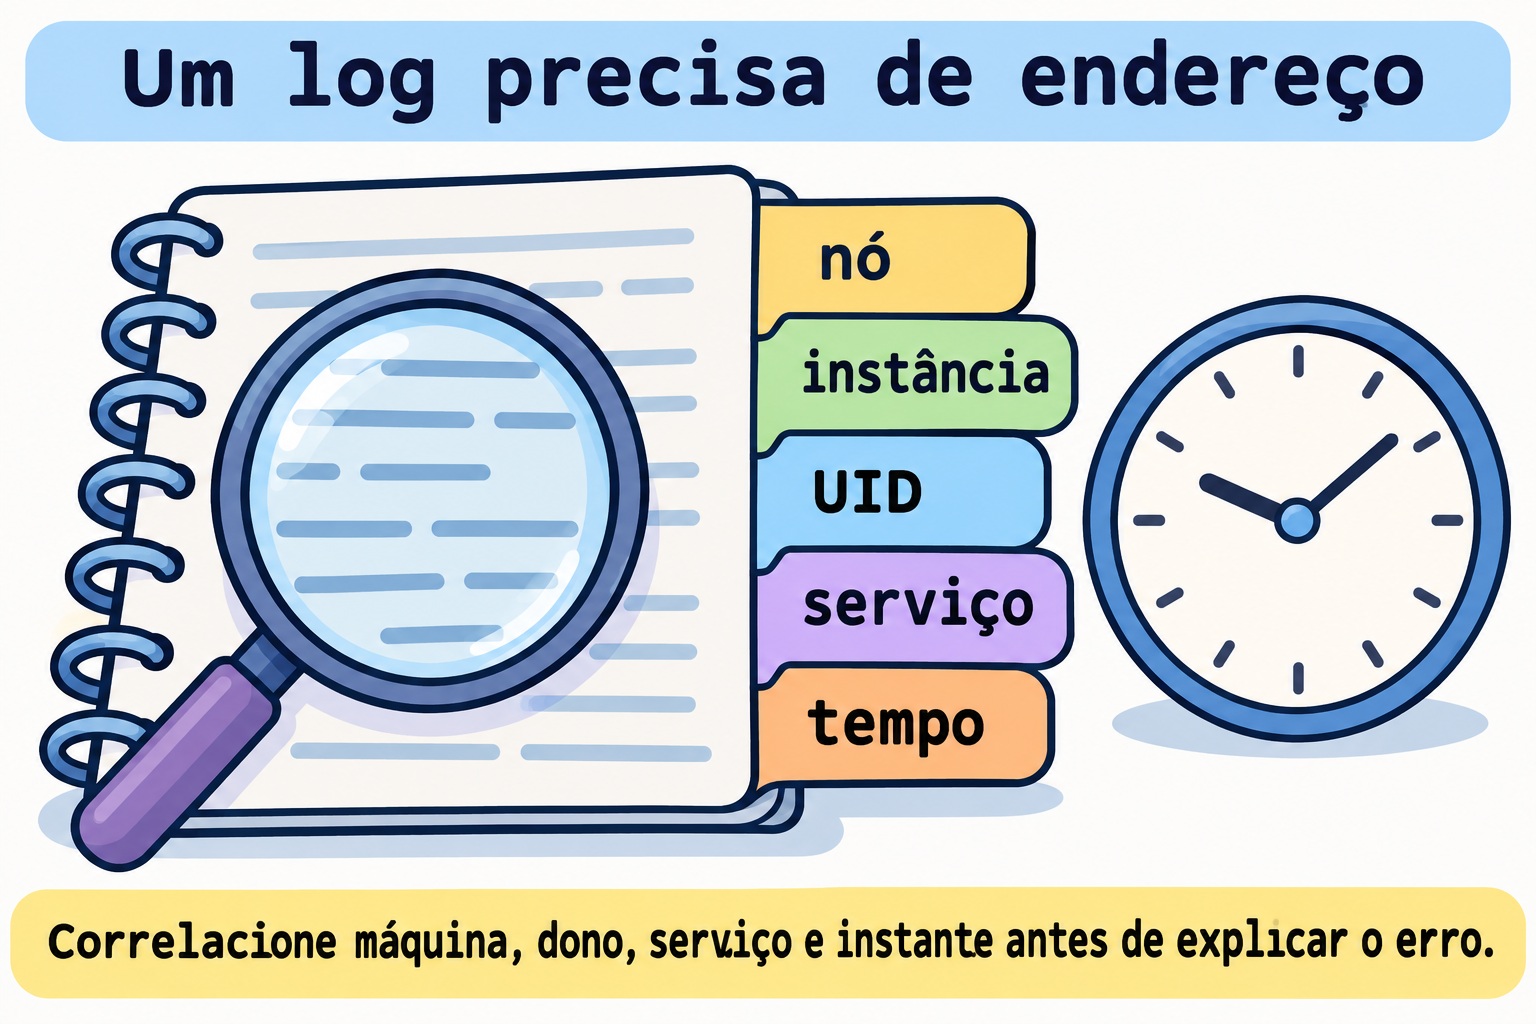 Um log precisa de endereço
nó
instância
UID
serviço
tempo
Correlacione máquina, dono, serviço e instante antes de explicar o erro.